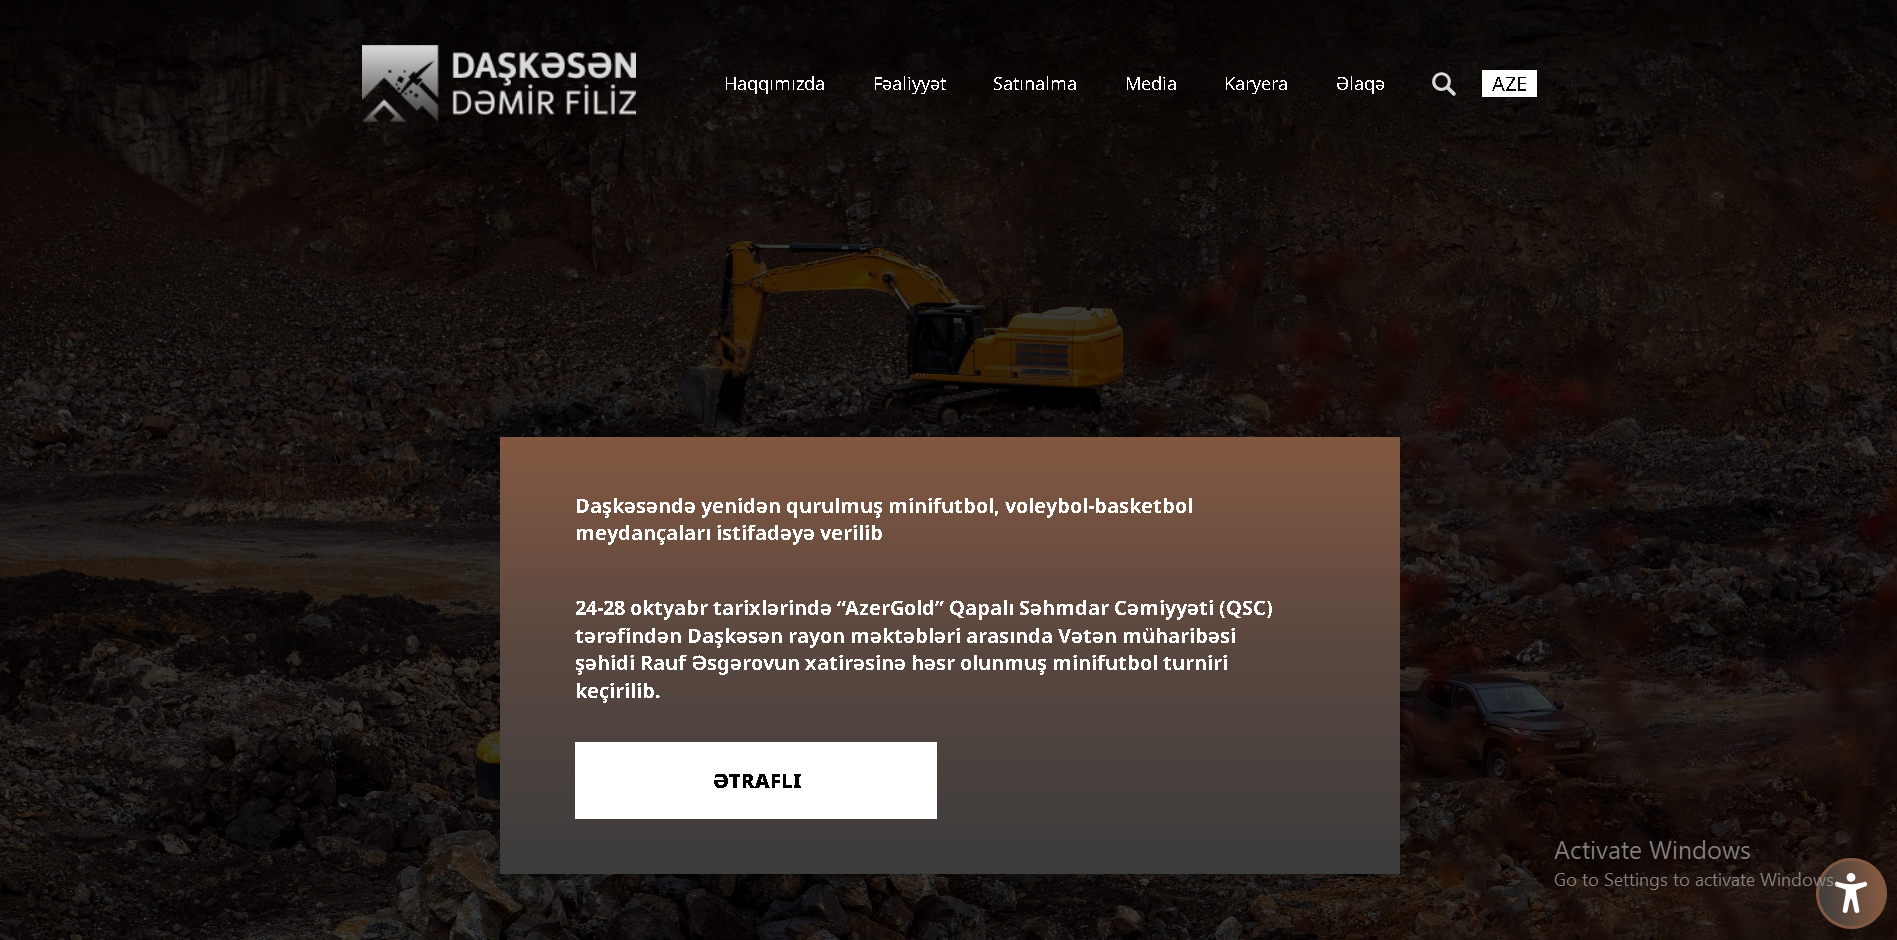 DAŞKƏSƏN
DƏMİR FİLİZ
Haqqımızda Fəaliyyət Satınalma Media Karyera Əlaqə AZE
Daşkəsəndə yenidən qurulmuş minifutbol, voleybol-basketbol
meydançaları istifadəyə verilib
24-28 oktyabr tarixlərində “AzerGold” Qapalı Səhmdar Cəmiyyəti (QSC)
tərəfindən Daşkəsən rayon məktəbləri arasında Vətən müharibəsi
şəhidi Rauf Əsgərovun xatirəsinə həsr olunmuş minifutbol turniri
keçirilib.
ƏTRAFLI
Activate Windows
Go to Settings to activate Windows.